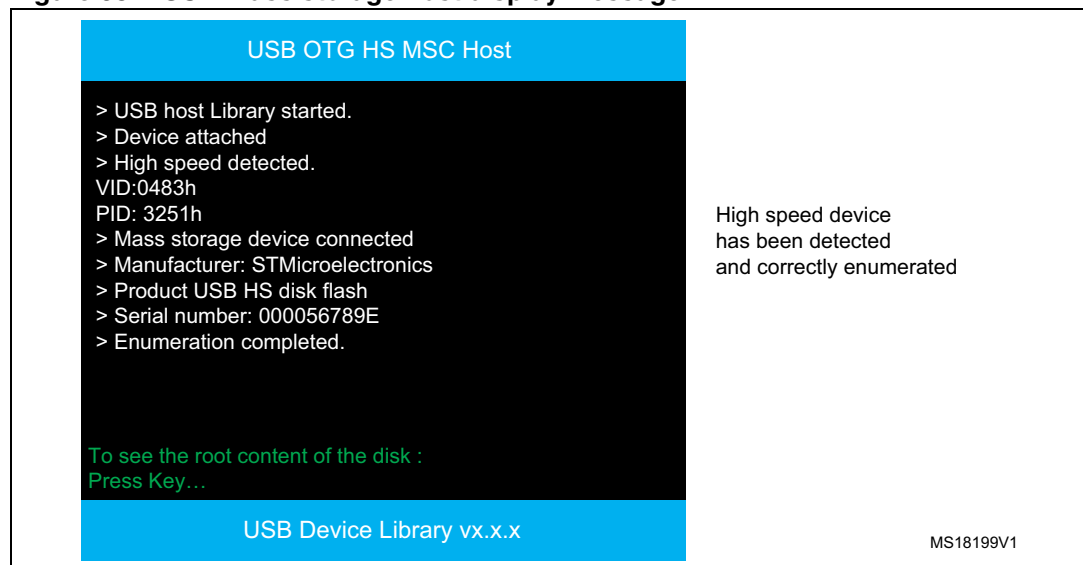 USB OTG HS MSC Host
> USB host Library started.
> Device attached
> High speed detected.
VID:0483h
PID: 3251h
> Mass storage device connected
> Manufacturer: STMicroelectronics
> Product USB HS disk flash
> Serial number: 000056789E
> Enumeration completed.
High speed device
has been detected
and correctly enumerated
To see the root content of the disk :
Press Key…
USB Device Library vx.x.x
MS18199V1